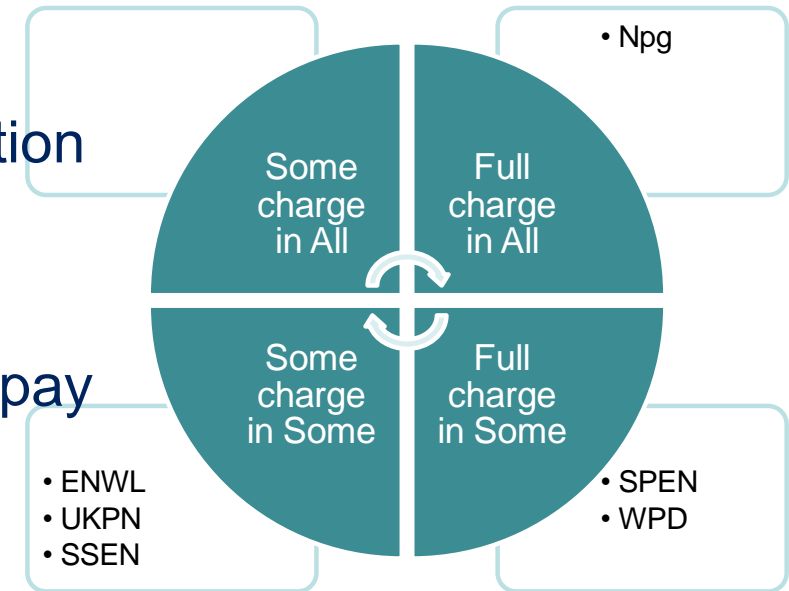 • Npg
tion
Some
charge
in All
Full
charge
in All
pay
Some
charge
in Some
Full
charge
in Some
• ENWL
• UKPN
• SSEN
• SPEN
• WPD